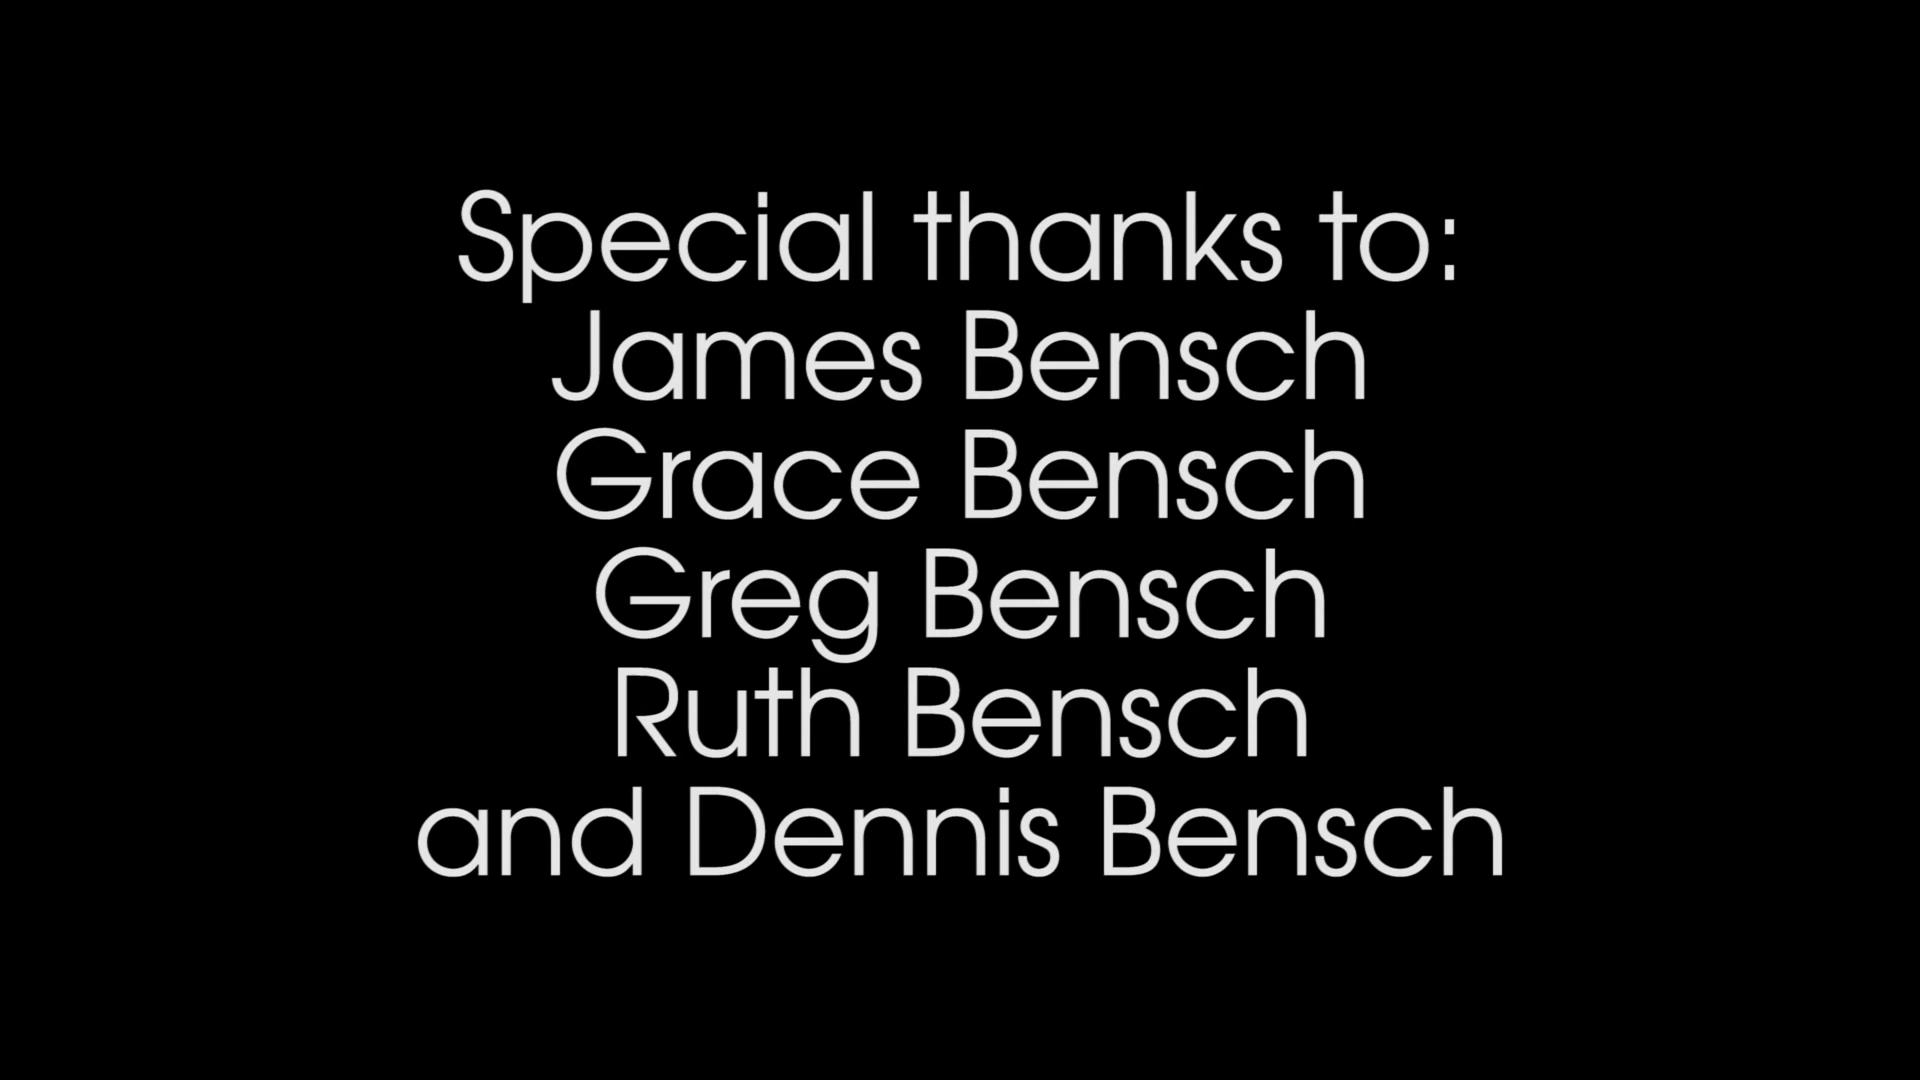 Special thanks to:
James Bensch
Grace Bensch
Greg Bensch
Ruth Bensch
and Dennis Bensch